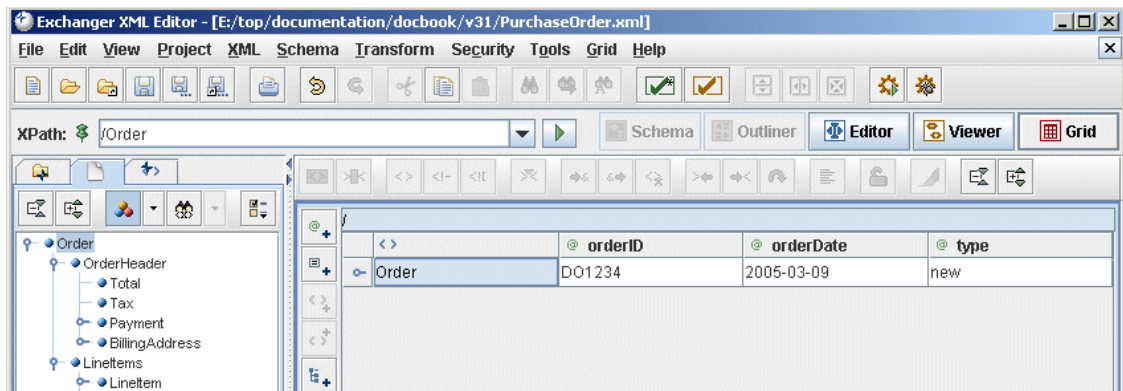 Exchanger XML Editor - [E:/top/documentation/docbook/v31/PurchaseOrder.xml]
File Edit View Project XML Schema Transform Security Tools Grid Help
XPath: /Order
Schema Outliner Editor Viewer Grid
/
<> @ orderID @ orderDate @ type
Order DO1234 2005-03-09 new
Order
OrderHeader
Total
Tax
Payment
BillingAddress
LineItems
LineItem